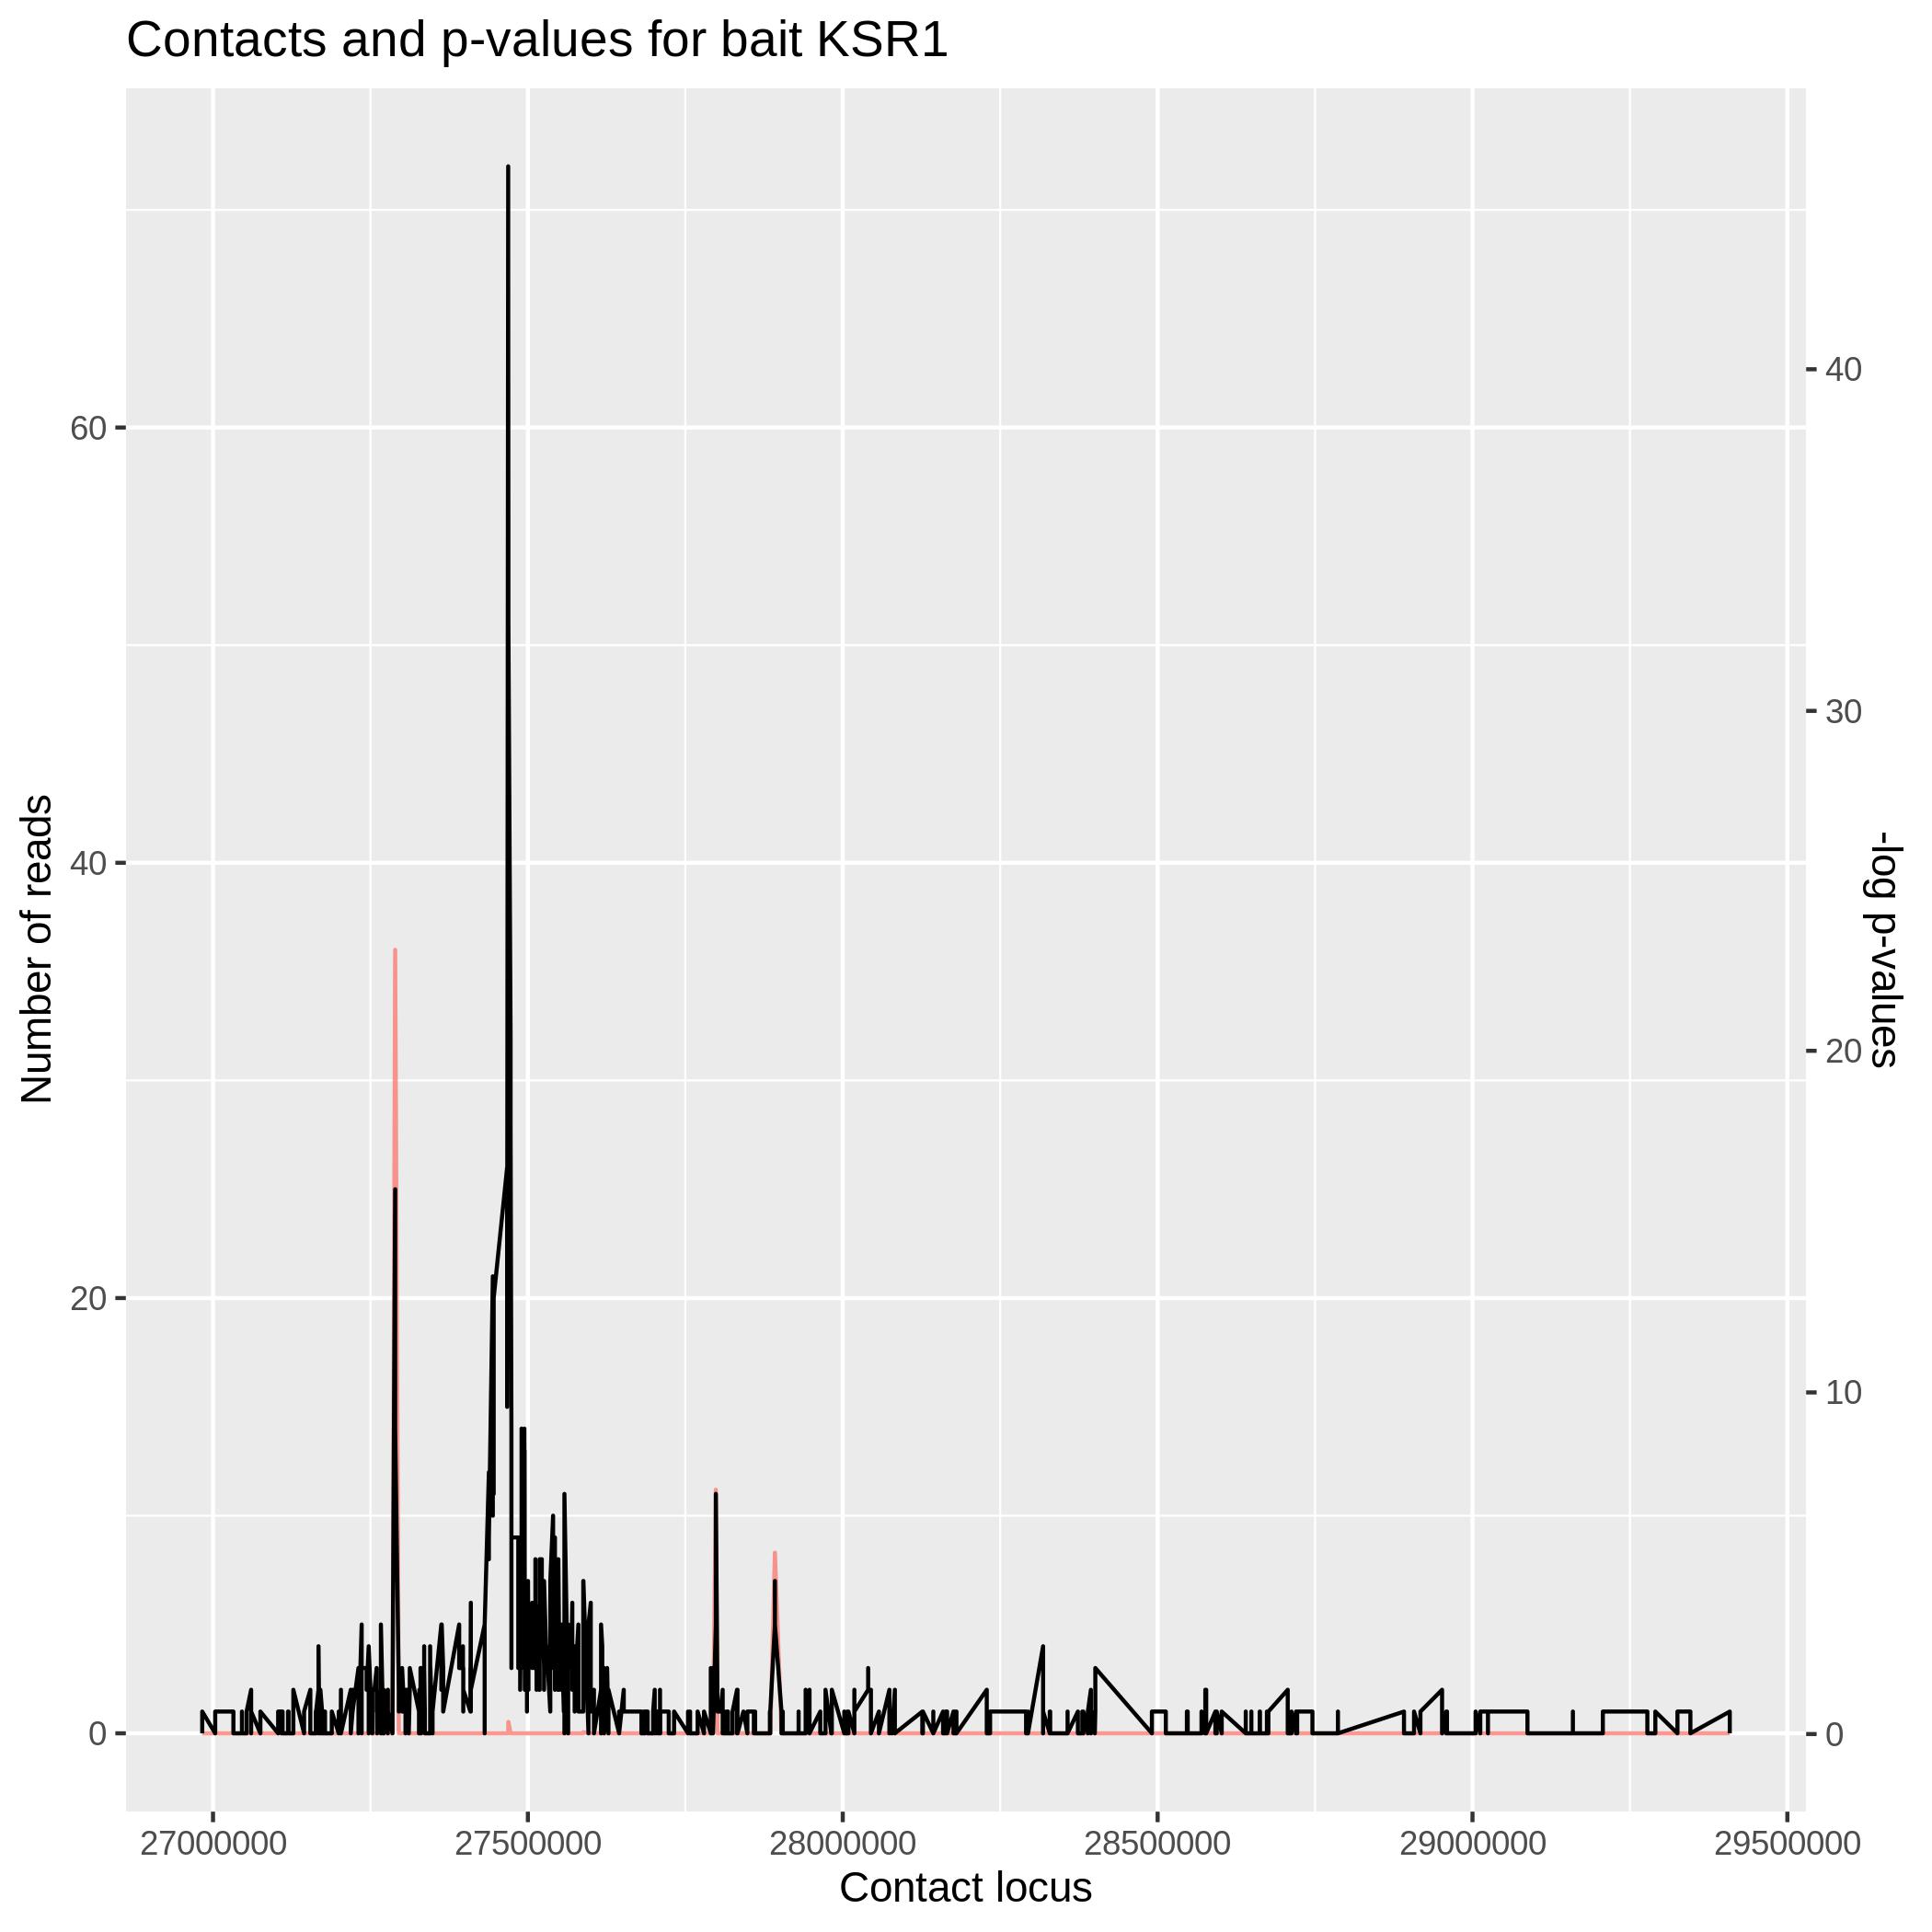 Contacts and p-values for bait KSR1
Number of reads
60
40
20
0
40
30
20
10
0
-log p-values
27000000 27500000 28000000 28500000 29000000 29500000
Contact locus